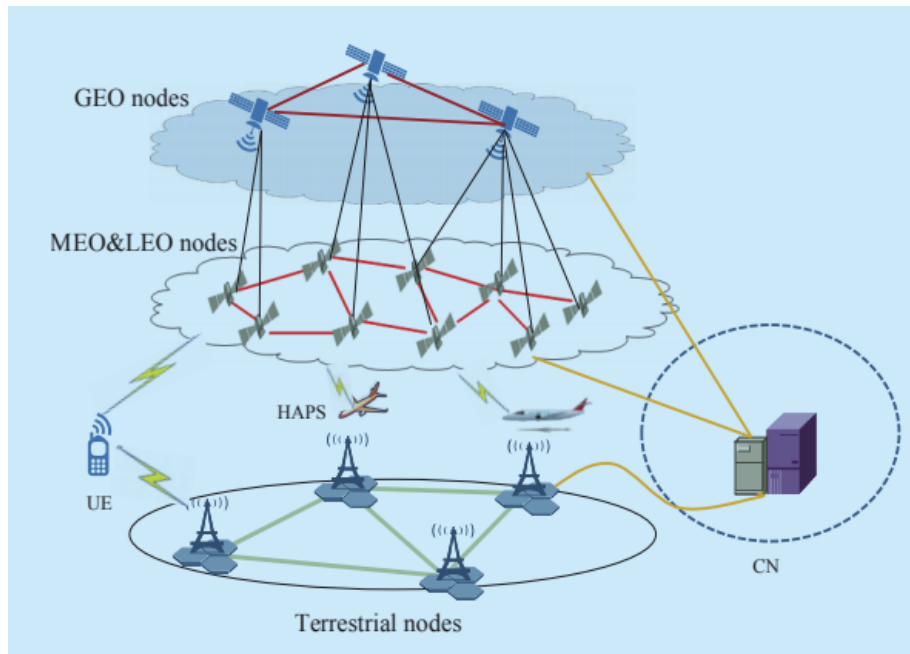 GEO nodes
MEO&LEO nodes
HAPS
UE
CN
Terrestrial nodes